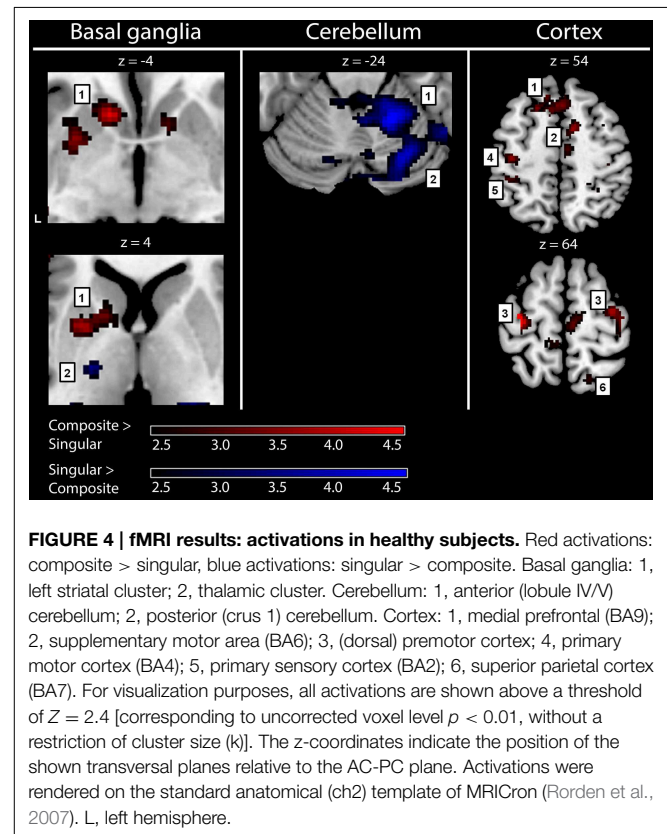 Basal ganglia
Cerebellum
Cortex
z = -4
z = -24
z = 54
1
1
2
1
2
4
5
L
z = 4
z = 64
1
2
3
3
6
Composite >
Singular
2.5 3.0 3.5 4.0 4.5
Singular >
Composite
2.5 3.0 3.5 4.0 4.5
FIGURE 4 | fMRI results: activations in healthy subjects. Red activations:
composite > singular, blue activations: singular > composite. Basal ganglia: 1,
left striatal cluster; 2, thalamic cluster. Cerebellum: 1, anterior (lobule IV/V)
cerebellum; 2, posterior (crus 1) cerebellum. Cortex: 1, medial prefrontal (BA9);
2, supplementary motor area (BA6); 3, (dorsal) premotor cortex; 4, primary
motor cortex (BA4); 5, primary sensory cortex (BA2); 6, superior parietal cortex
(BA7). For visualization purposes, all activations are shown above a threshold
of Z = 2.4 [corresponding to uncorrected voxel level p < 0.01, without a
restriction of cluster size (k)]. The z-coordinates indicate the position of the
shown transversal planes relative to the AC-PC plane. Activations were
rendered on the standard anatomical (ch2) template of MRICron (Rorden et al.,
2007). L, left hemisphere.